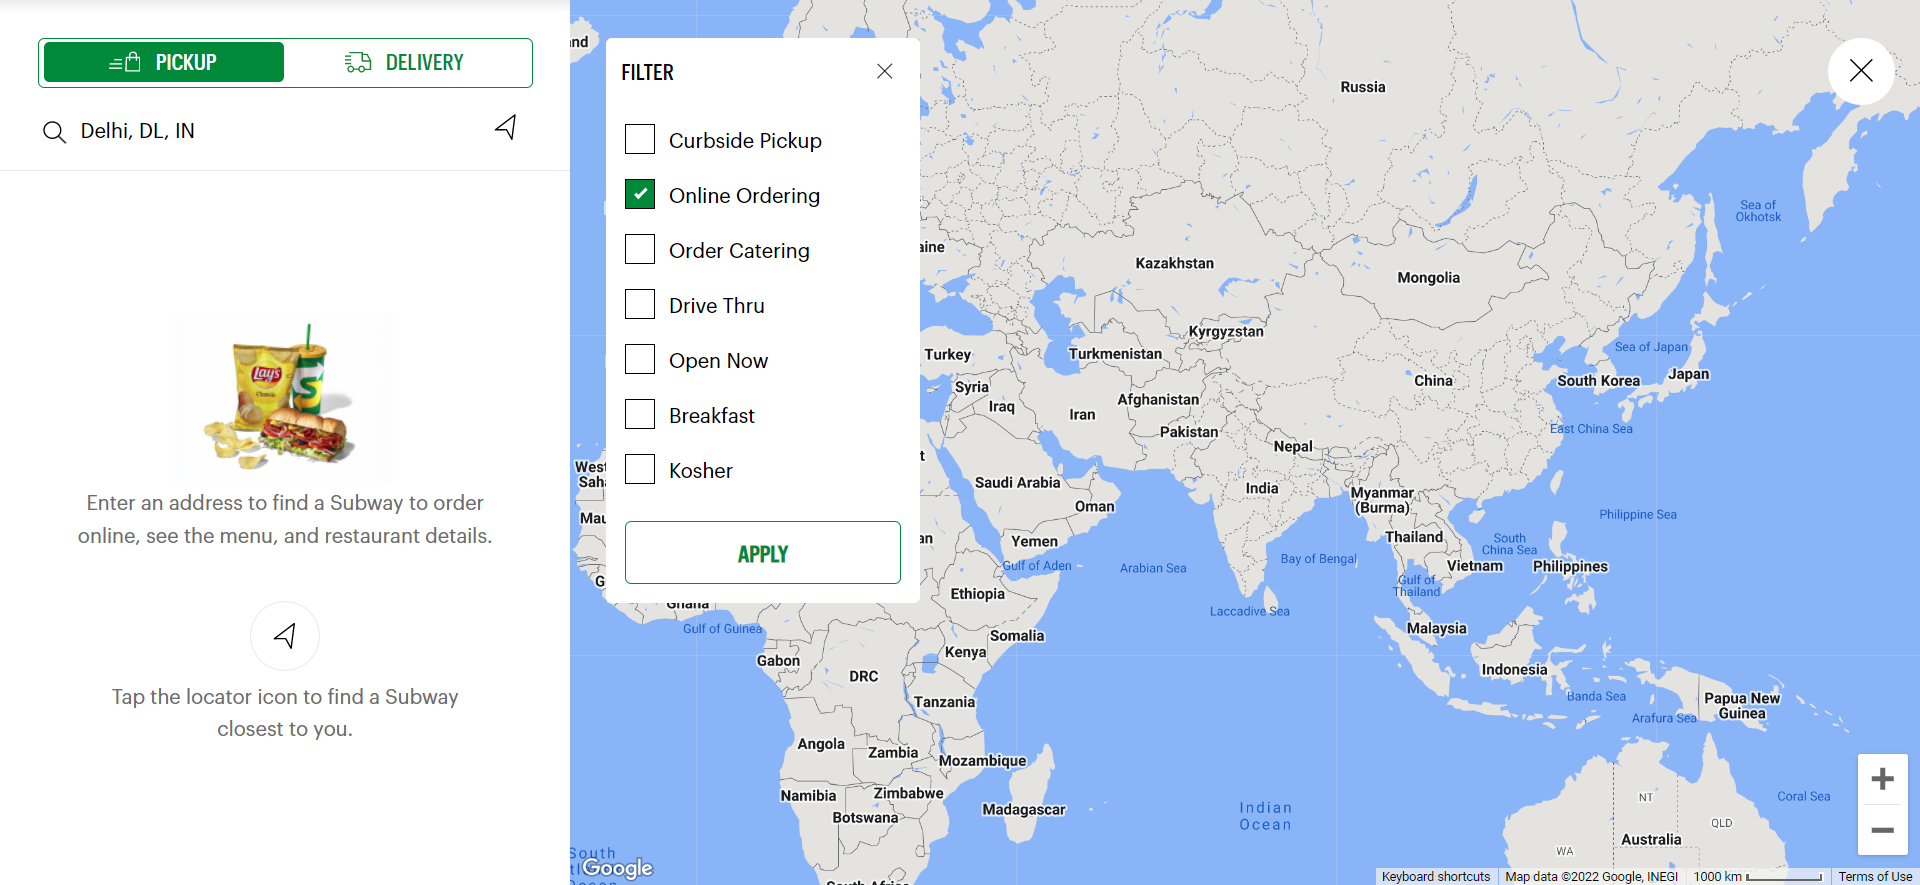 PICKUP
DELIVERY
Delhi, DL, IN
Lay's
Classic
Enter an address to find a Subway to order
online, see the menu, and restaurant details.
Tap the locator icon to find a Subway
closest to you.
FILTER
Curbside Pickup
Online Ordering
Order Catering
Drive Thru
Open Now
Breakfast
Kosher
APPLY
Russia
Sea of
Okhotsk
Kazakhstan
Mongolia
Kyrgyzstan
Turkmenistan
Turkey
Sea of Japan
Syria
China
South Korea
Japan
Iraq
Iran
Afghanistan
Pakistan
East China Sea
Nepal
Saudi Arabia
India
Myanmar
(Burma)
Oman
Philippine Sea
Yemen
Thailand
South
China Sea
Gulf of Aden
Arabian Sea
Bay of Bengal
Vietnam
Philippines
Gulf of
Thailand
Ethiopia
Ghana
Laccadive Sea
Gulf of Guinea
Somalia
Malaysia
Kenya
Gabon
DRC
Indonesia
Tanzania
Banda Sea
Papua New
Guinea
Arafura Sea
Angola
Zambia
Mozambique
Namibia
Zimbabwe
Botswana
Madagascar
Indian
Ocean
NT
Coral Sea
QLD
Australia
WA
South
Google
Keyboard shortcuts
Map data ©2022 Google, INEGI
1000 km
Terms of Use